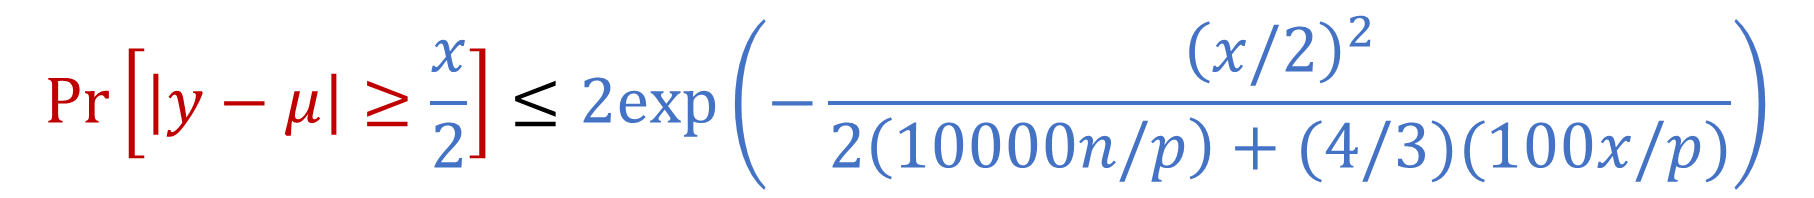 Pr[|y − μ| ≥ x/2] ≤ 2exp(− (x/2)² / (2(10000n/p) + (4/3)(100x/p)))